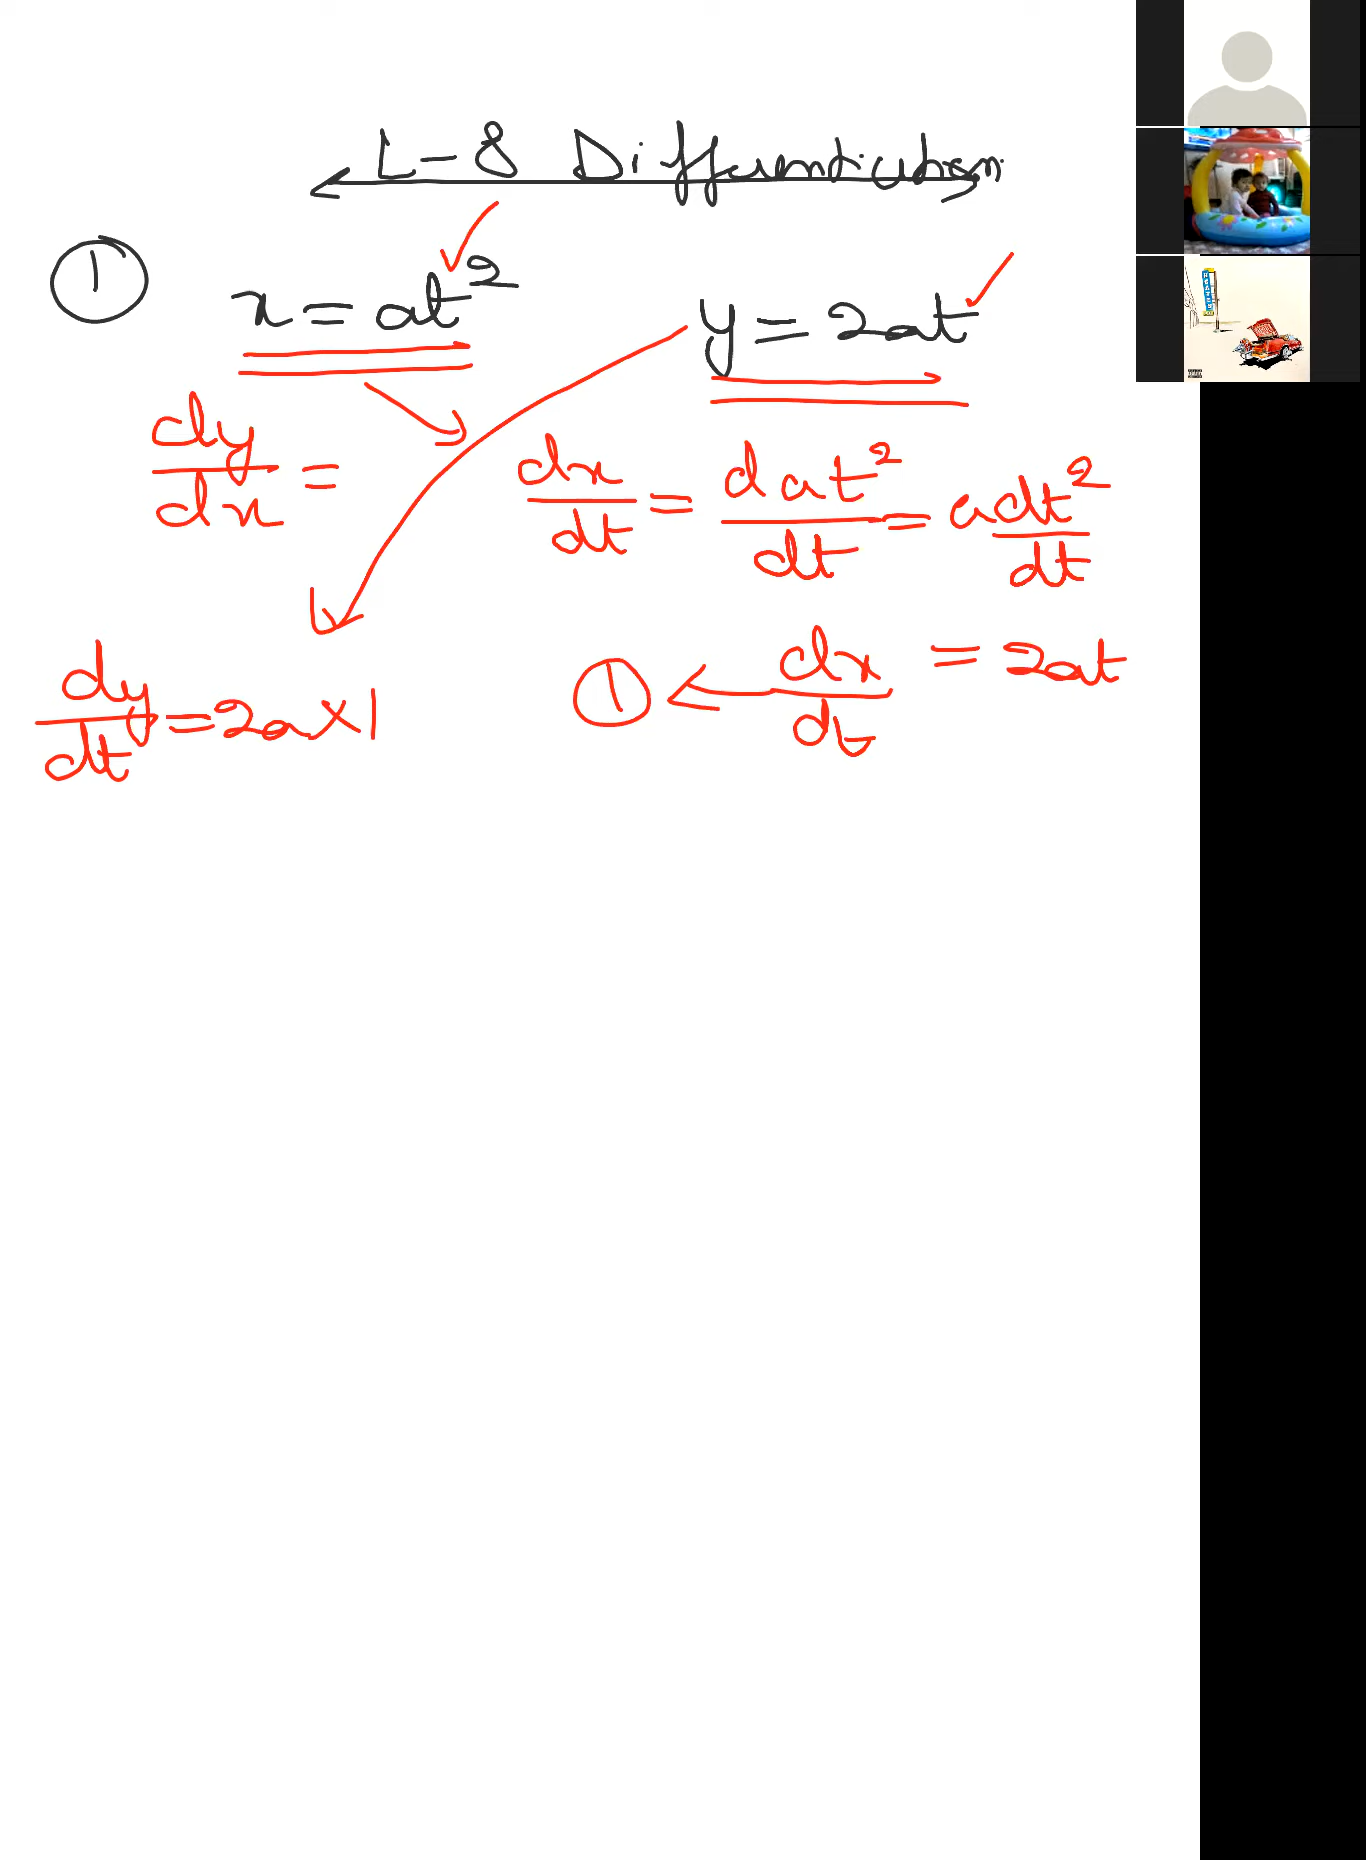 L-8 Differentiation
①
x = at²
y = 2at
dy/dx =
dx/dt = dat²/dt = a dt²/dt
dy/dt = 2a×1
① ← dx/dt = 2at